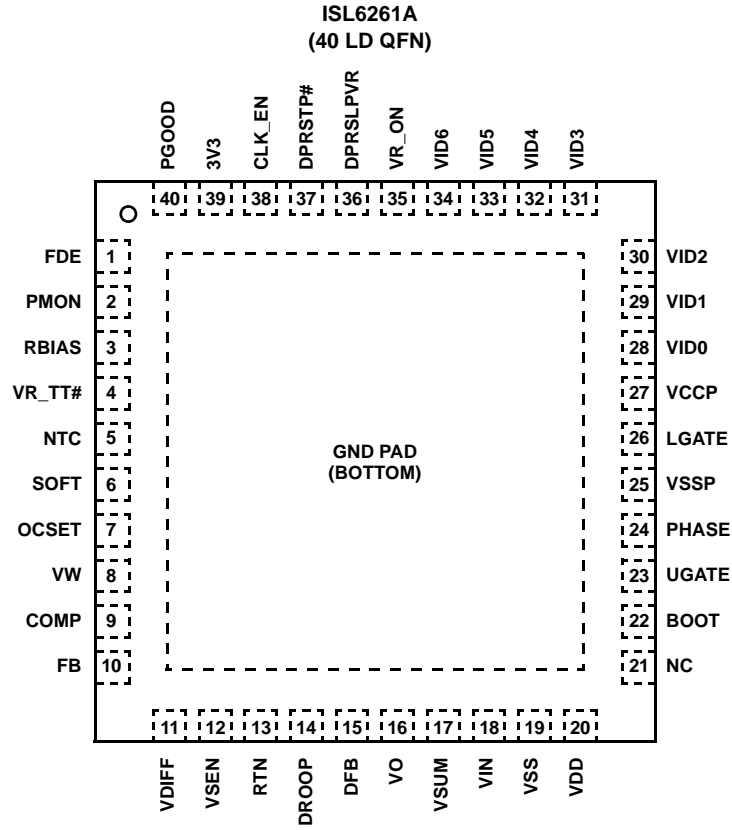 ISL6261A
(40 LD QFN)
PGOOD
3V3
CLK_EN
DPRSTP#
DPRSLPVR
VR_ON
VID6
VID5
VID4
VID3
40 39 38 37 36 35 34 33 32 31
FDE 1
PMON 2
RBIAS 3
VR_TT# 4
NTC 5
SOFT 6
OCSET 7
VW 8
COMP 9
FB 10
GND PAD
(BOTTOM)
30 VID2
29 VID1
28 VID0
27 VCCP
26 LGATE
25 VSSP
24 PHASE
23 UGATE
22 BOOT
21 NC
11 12 13 14 15 16 17 18 19 20
VDIFF
VSEN
RTN
DROOP
DFB
VO
VSUM
VIN
VSS
VDD